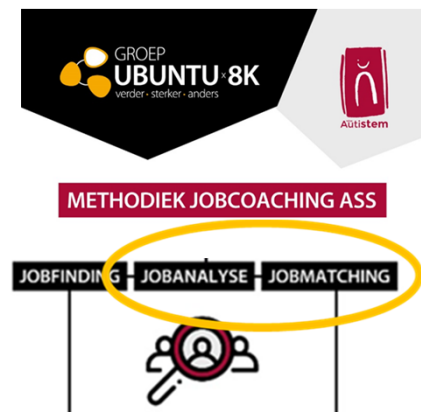 GROEP
UBUNTU×8K
verder · sterker · anders
Autistem
METHODIEK JOBCOACHING ASS
JOBFINDING JOBANALYSE JOBMATCHING